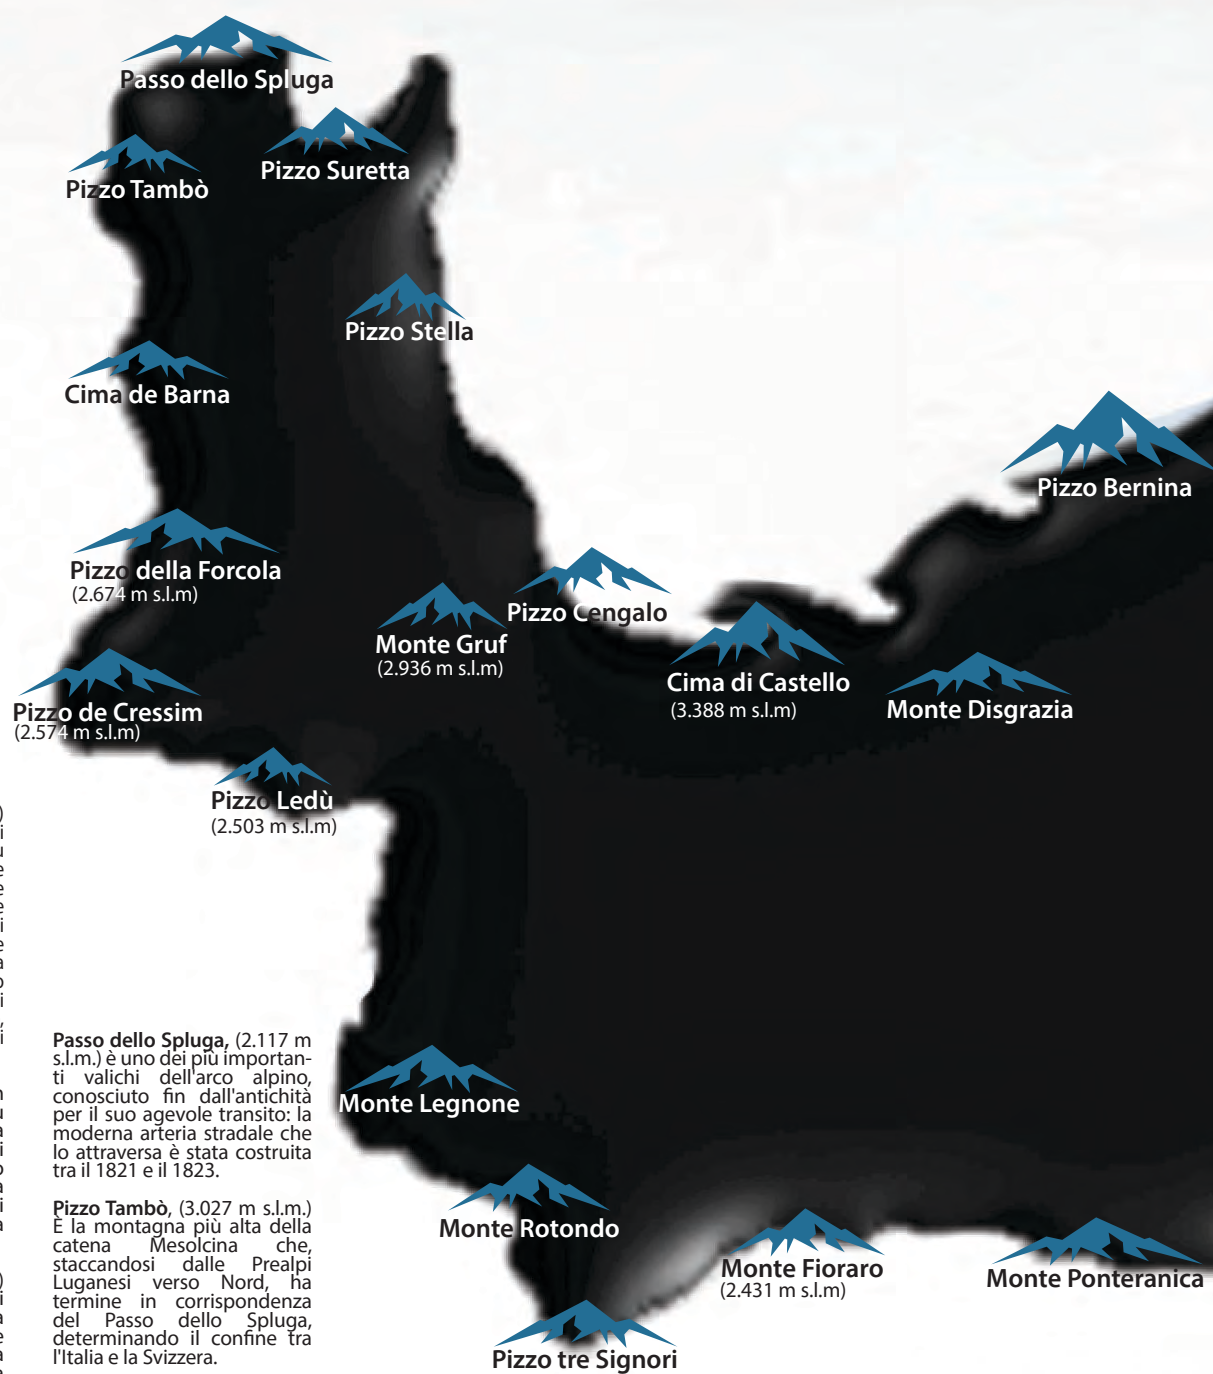 Passo dello Spluga
Pizzo Suretta
Pizzo Tambò
Pizzo Stella
Cima de Barna
Pizzo Bernina
Pizzo della Forcola
(2.674 m s.l.m)
Pizzo Cengalo
Monte Gruf
(2.936 m s.l.m)
Cima di Castello
(3.388 m s.l.m)
Monte Disgrazia
Pizzo de Cressim
(2.574 m s.l.m)
Pizzo Ledù
(2.503 m s.l.m)
Passo dello Spluga, (2.117 m
s.l.m.) è uno dei più importan-
ti valichi dell'arco alpino,
conosciuto fin dall'antichità
per il suo agevole transito: la
moderna arteria stradale che
lo attraversa è stata costruita
tra il 1821 e il 1823.
Pizzo Tambò, (3.027 m s.l.m.)
È la montagna più alta della
catena Mesolcina che,
staccandosi dalle Prealpi
Luganesi verso Nord, ha
termine in corrispondenza
del Passo dello Spluga,
determinando il confine tra
l'Italia e la Svizzera.
Monte Legnone
Monte Rotondo
Monte Fioraro
(2.431 m s.l.m)
Monte Ponteranica
Pizzo tre Signori